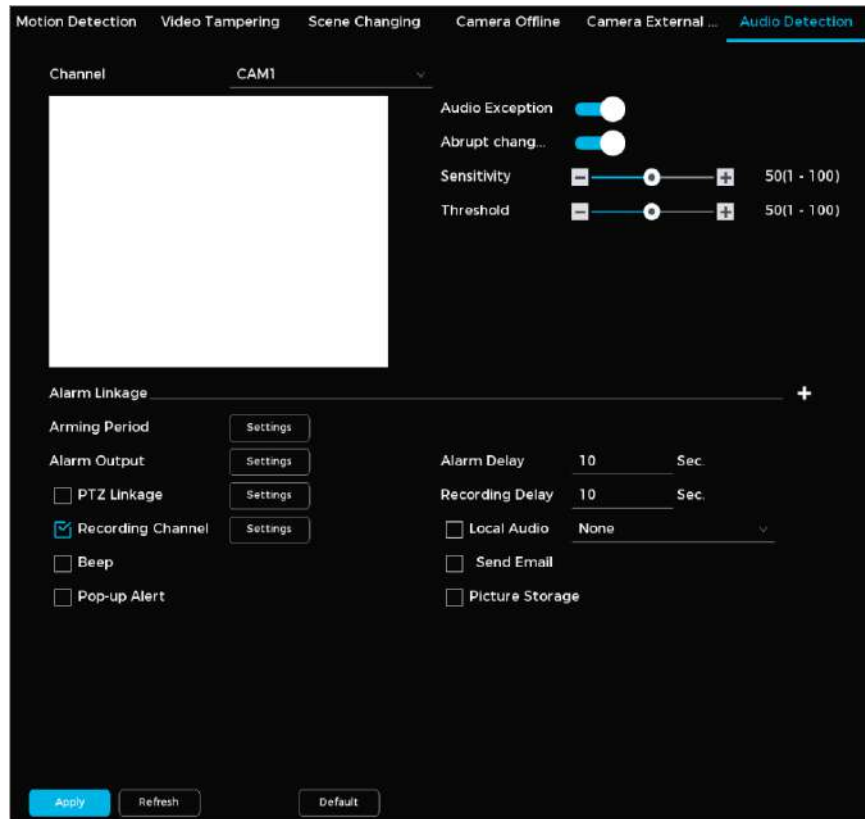 Motion Detection Video Tampering Scene Changing Camera Offline Camera External ... Audio Detection
Channel CAM1
Audio Exception
Abrupt chang...
Sensitivity 50(1 - 100)
Threshold 50(1 - 100)
Alarm Linkage
Arming Period Settings
Alarm Output Settings Alarm Delay 10 Sec.
PTZ Linkage Settings Recording Delay 10 Sec.
Recording Channel Settings Local Audio None
Beep Send Email
Pop-up Alert Picture Storage
Apply Refresh Default